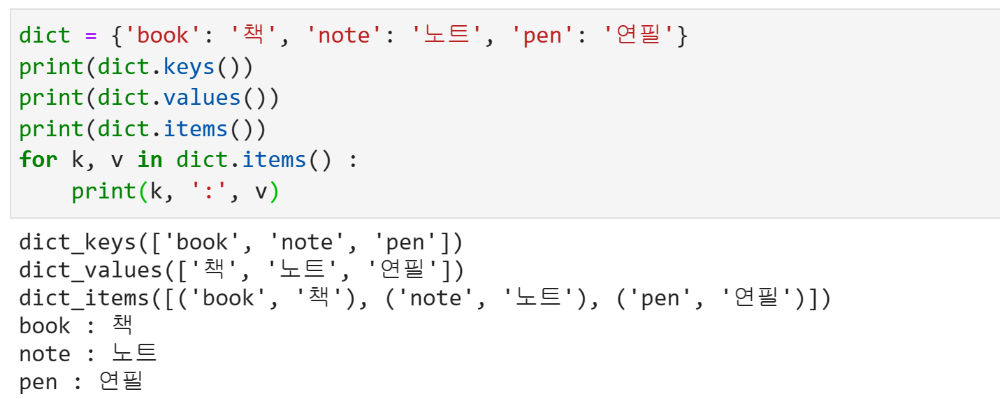 dict = {'book': '책', 'note': '노트', 'pen': '연필'}
print(dict.keys())
print(dict.values())
print(dict.items())
for k, v in dict.items() :
    print(k, ':', v)
dict_keys(['book', 'note', 'pen'])
dict_values(['책', '노트', '연필'])
dict_items([('book', '책'), ('note', '노트'), ('pen', '연필')])
book : 책
note : 노트
pen : 연필